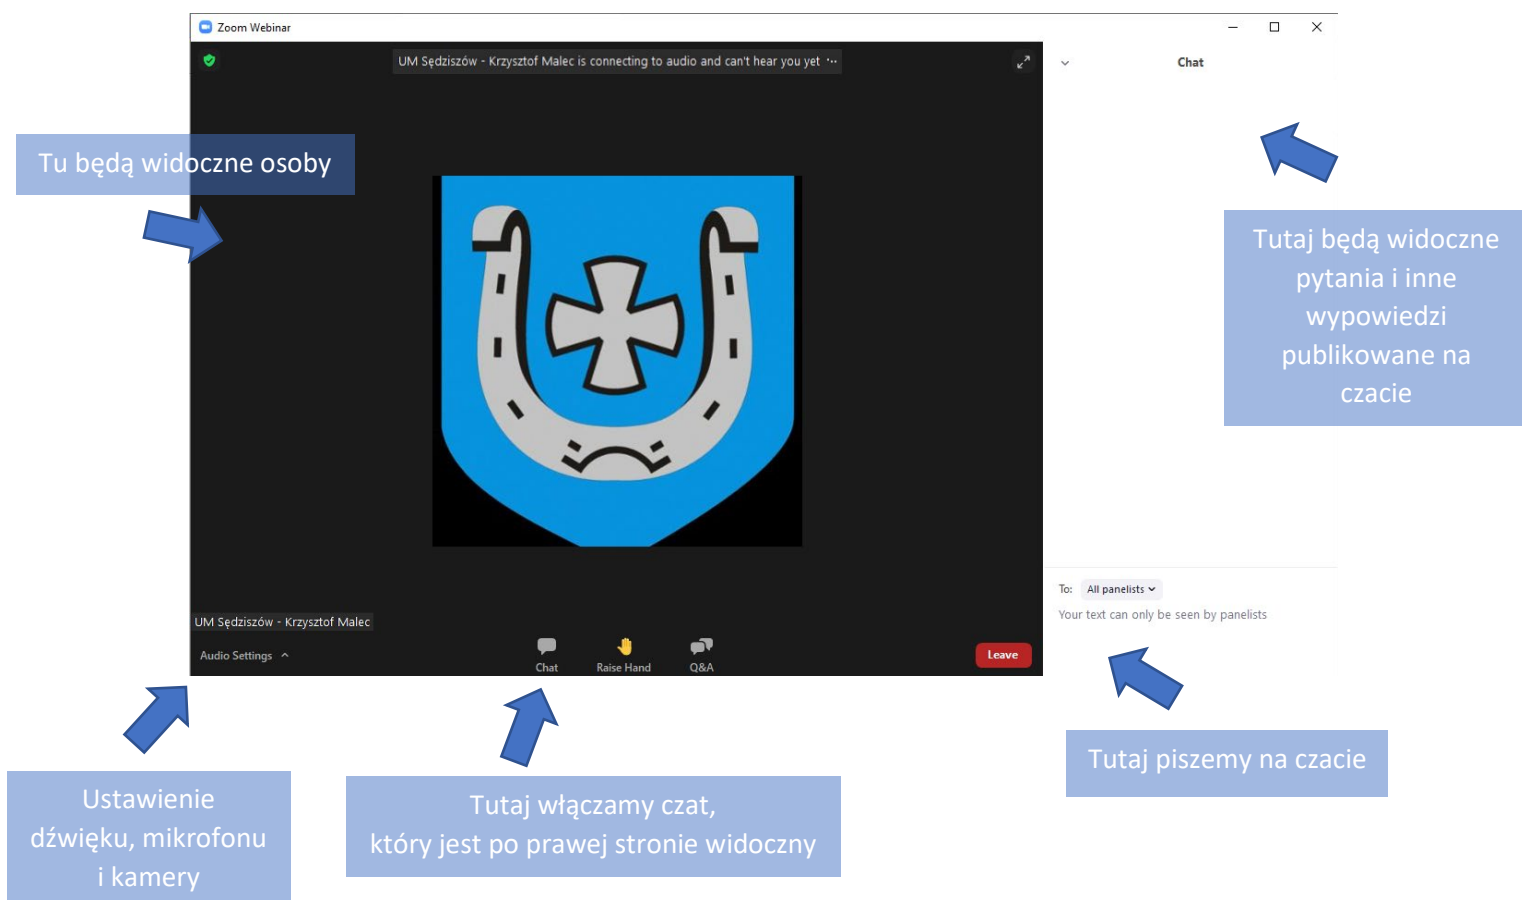 Zoom Webinar
UM Sędziszów - Krzysztof Malec is connecting to audio and can't hear you yet ...
Chat
Tu będą widoczne osoby
Tutaj będą widoczne
pytania i inne
wypowiedzi
publikowane na
czacie
To: All panelists
Your text can only be seen by panelists
UM Sędziszów - Krzysztof Malec
Audio Settings
Chat
Raise Hand
Q&A
Leave
Tutaj piszemy na czacie
Ustawienie
dźwięku, mikrofonu
i kamery
Tutaj włączamy czat,
który jest po prawej stronie widoczny